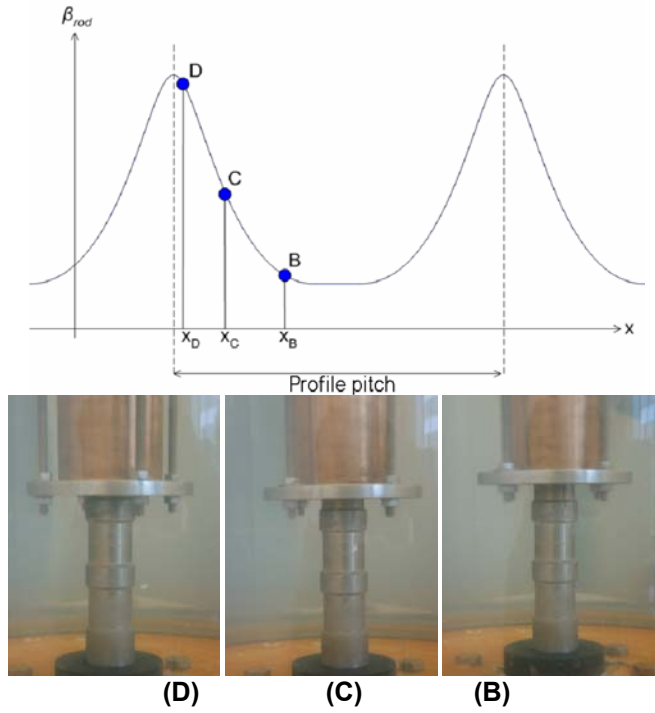 β_rod
D
C
B
x_D x_C x_B x
Profile pitch
(D) (C) (B)